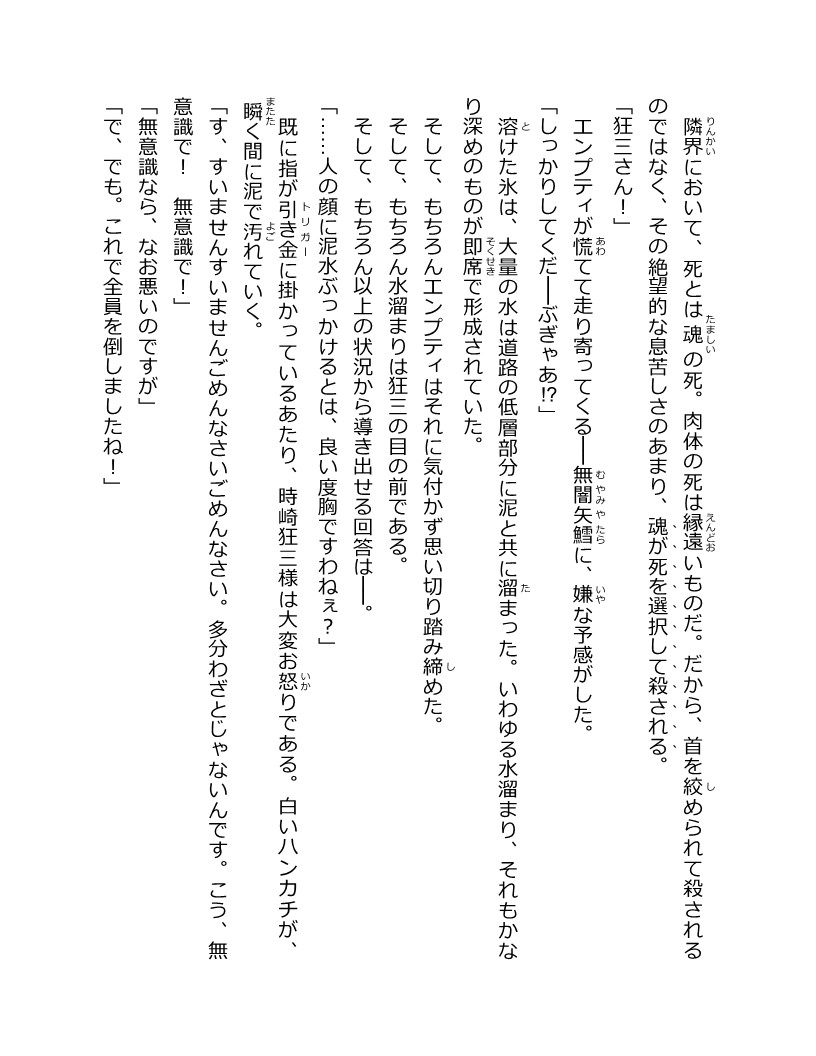 隣界において、死とは魂の死。肉体の死は縁遠いものだ。だから、首を絞められて殺される
のではなく、その絶望的な息苦しさのあまり、魂が死を選択して殺される。
「狂三さん！」
エンプティが慌てて走り寄ってくる――無闇矢鱈に、嫌な予感がした。
「しっかりしてくだ――ぶぎゃあ!?」
溶けた氷は、大量の水は道路の低層部分に泥と共に溜まった。いわゆる水溜まり、それもかな
り深めのものが即席で形成されていた。
そして、もちろんエンプティはそれに気付かず思い切り踏み締めた。
そして、もちろん水溜まりは狂三の目の前である。
そして、もちろん以上の状況から導き出せる回答は――。
「……人の顔に泥水ぶっかけるとは、良い度胸ですわねぇ？」
既に指が引き金に掛かっているあたり、時崎狂三様は大変お怒りである。白いハンカチが、
瞬く間に泥で汚れていく。
「す、すいませんすいませんごめんなさいごめんなさい。多分わざとじゃないんです。こう、無
意識で！　無意識で！」
「無意識なら、なお悪いのですが」
「で、でも。これで全員を倒しましたね！」